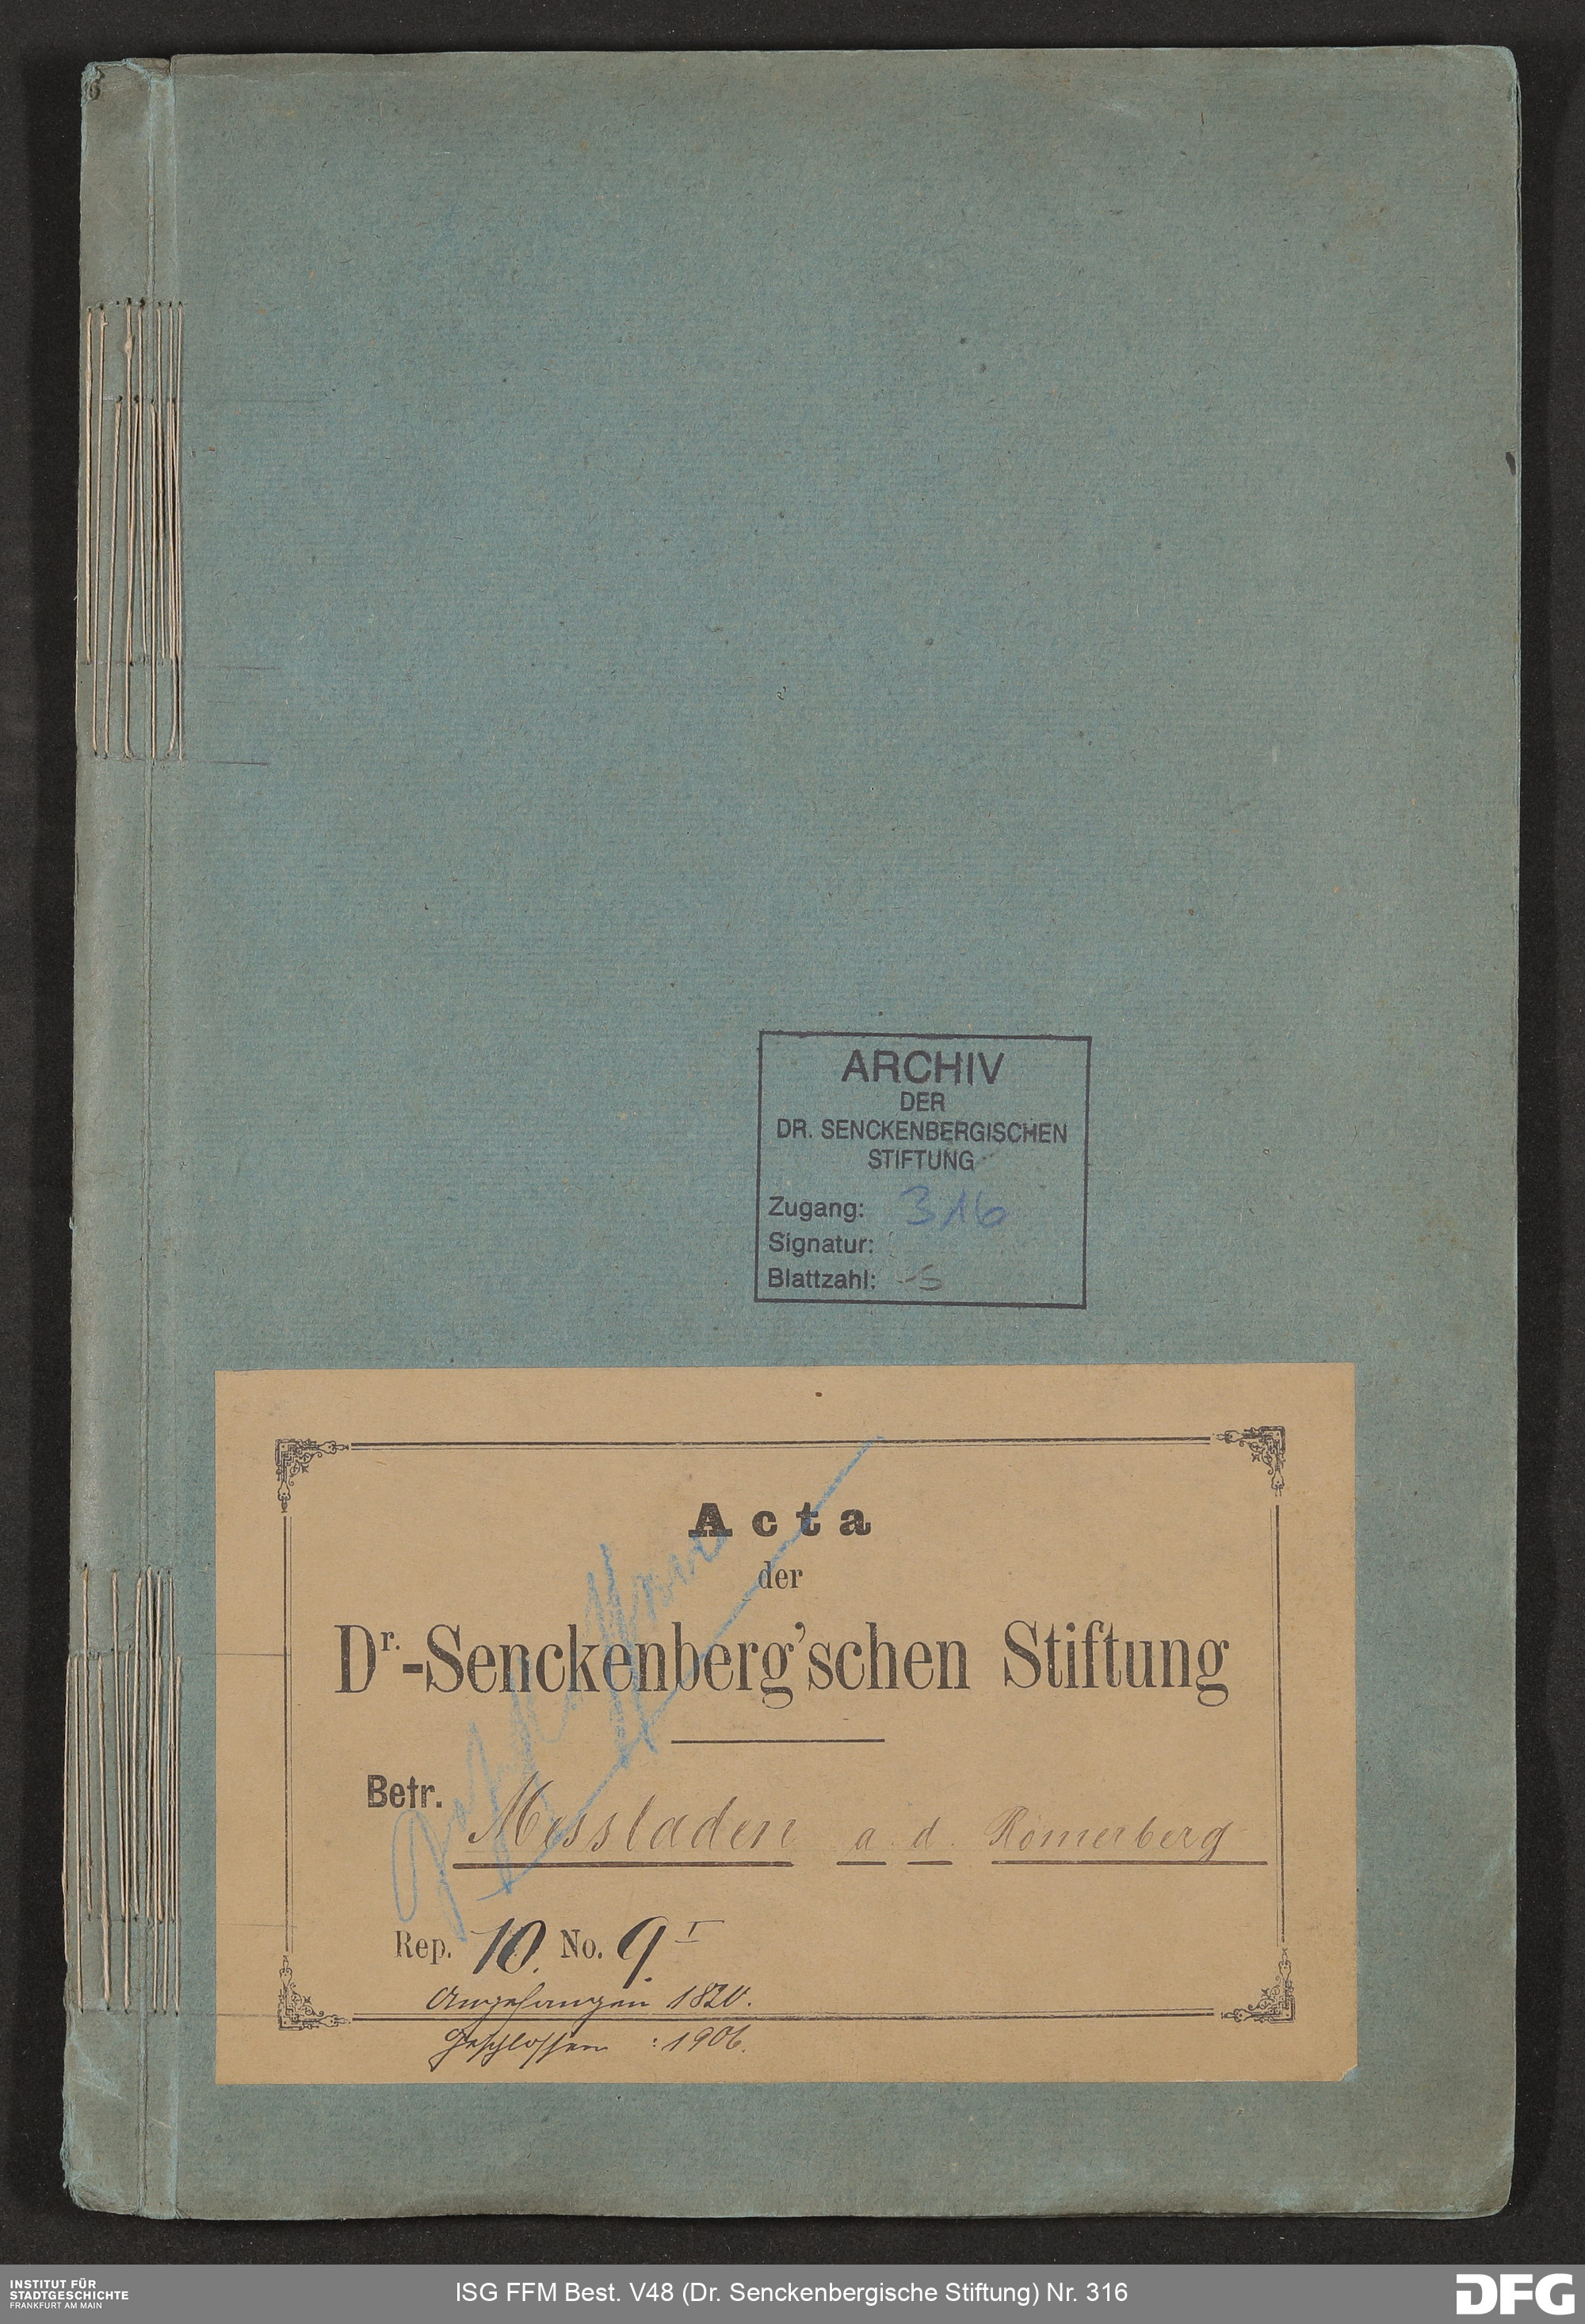 ARCHIV
DER
DR. SENCKENBERGISCHEN
STIFTUNG
Zugang: 316
Signatur:
Blattzahl:
Acta
der
Dr.-Senckenberg'schen Stiftung
Betr.
Messladen a. d. Römerberg
Rep. 10. No. 9. I
Angefangen 1820.
Geschlossen : 1906.
INSTITUT FÜR
STADTGESCHICHTE
FRANKFURT AM MAIN
ISG FFM Best. V48 (Dr. Senckenbergische Stiftung) Nr. 316
DFG